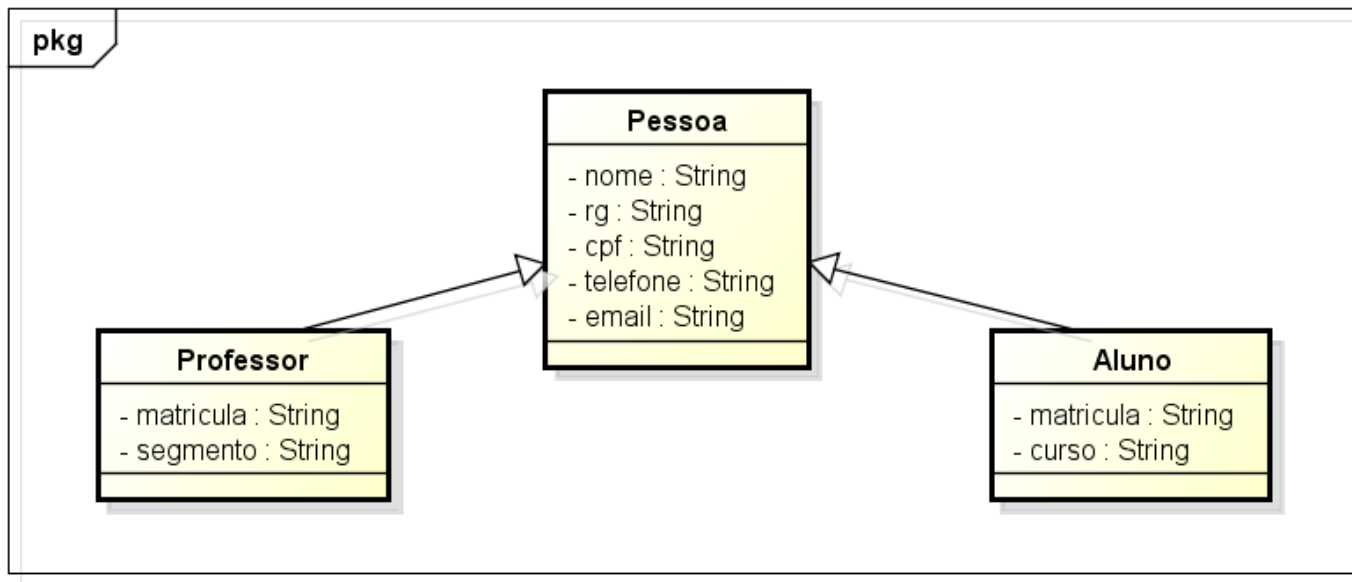 pkg
Pessoa
- nome : String
- rg : String
- cpf : String
- telefone : String
- email : String
Professor
- matricula : String
- segmento : String
Aluno
- matricula : String
- curso : String